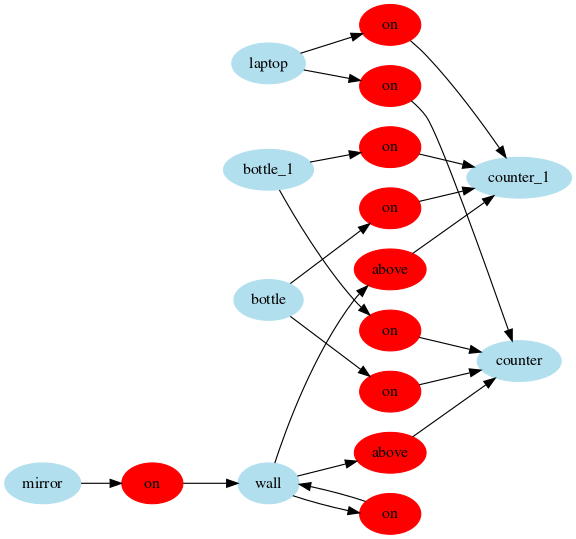 on
laptop
on
on
bottle_1
counter_1
on
above
bottle
on
counter
on
above
mirror
on
wall
on